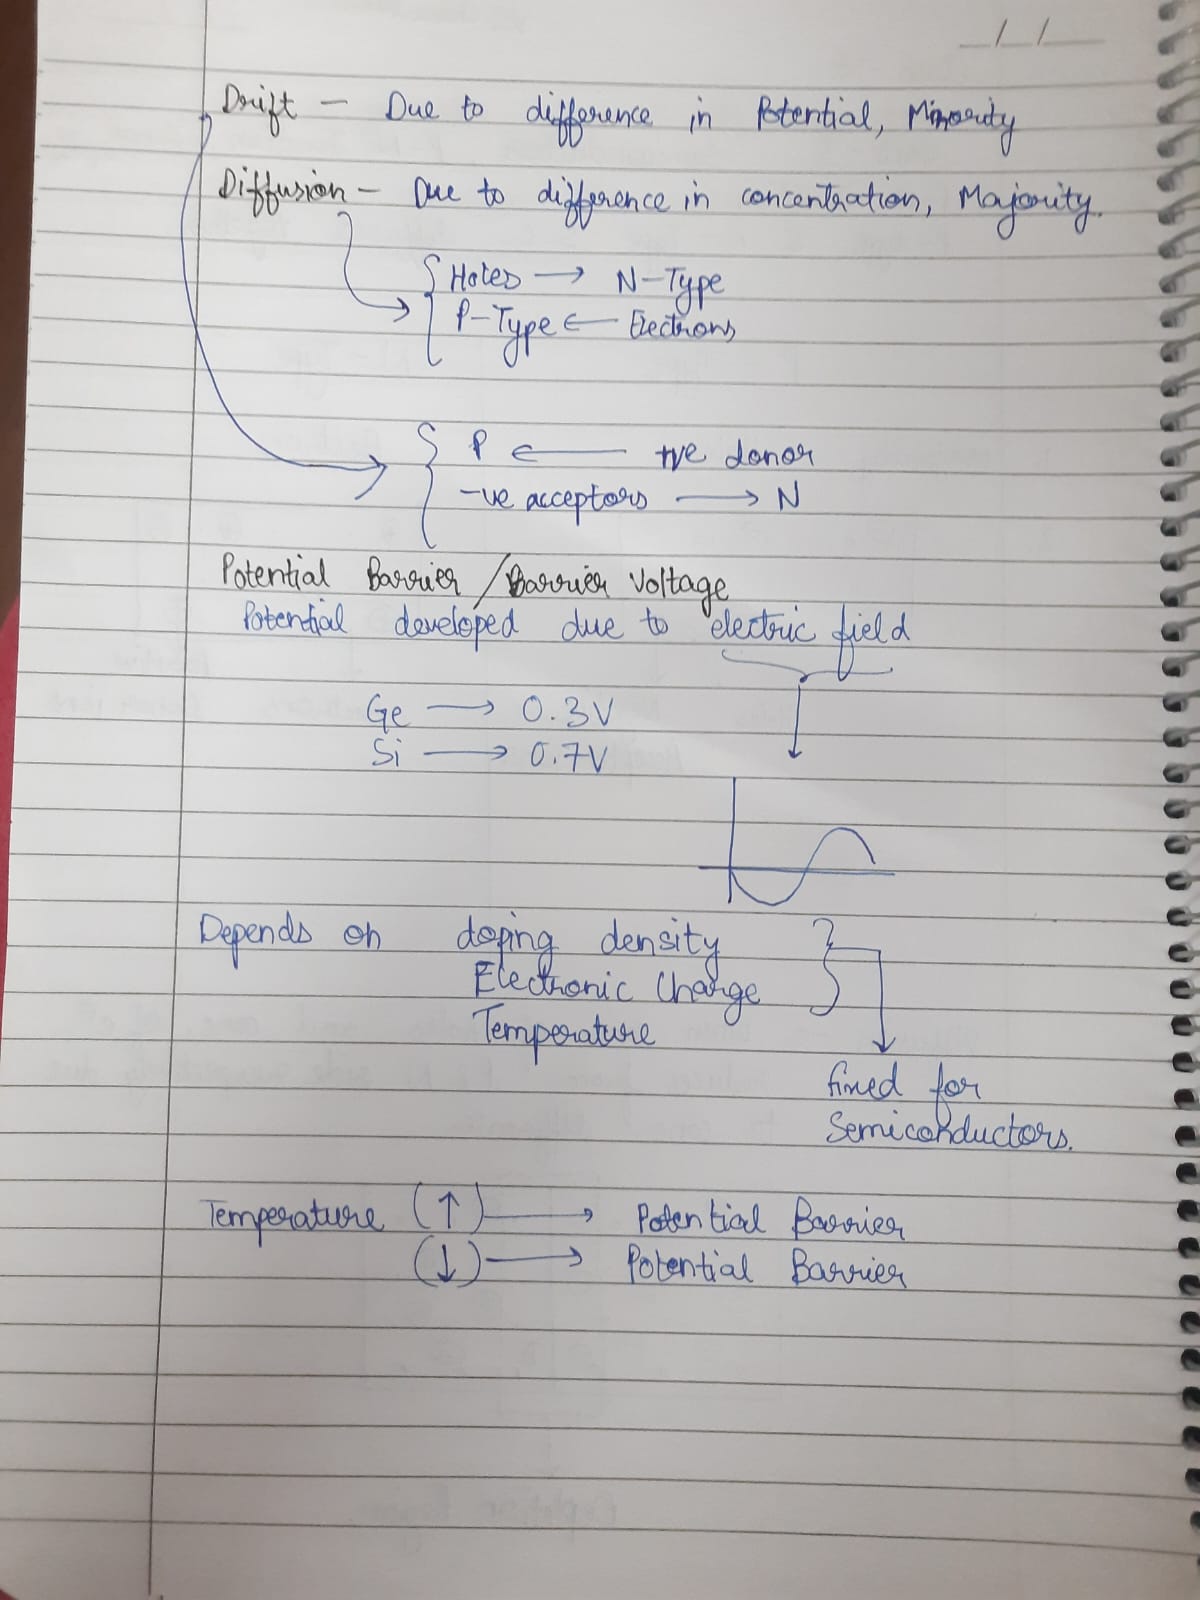 Drift — Due to difference in Potential, Minority
Diffusion — Due to difference in concentration, Majority.
Holes → N-Type
P-Type ← Electrons
P ← +ve donor
-ve acceptors → N
Potential Barrier / Barrier Voltage
Potential developed due to electric field
Ge → 0.3V
Si → 0.7V
Depends on doping density
Electronic Charge
Temperature
fixed for
Semiconductors.
Temperature (↑) → Potential Barrier
(↓) → Potential Barrier